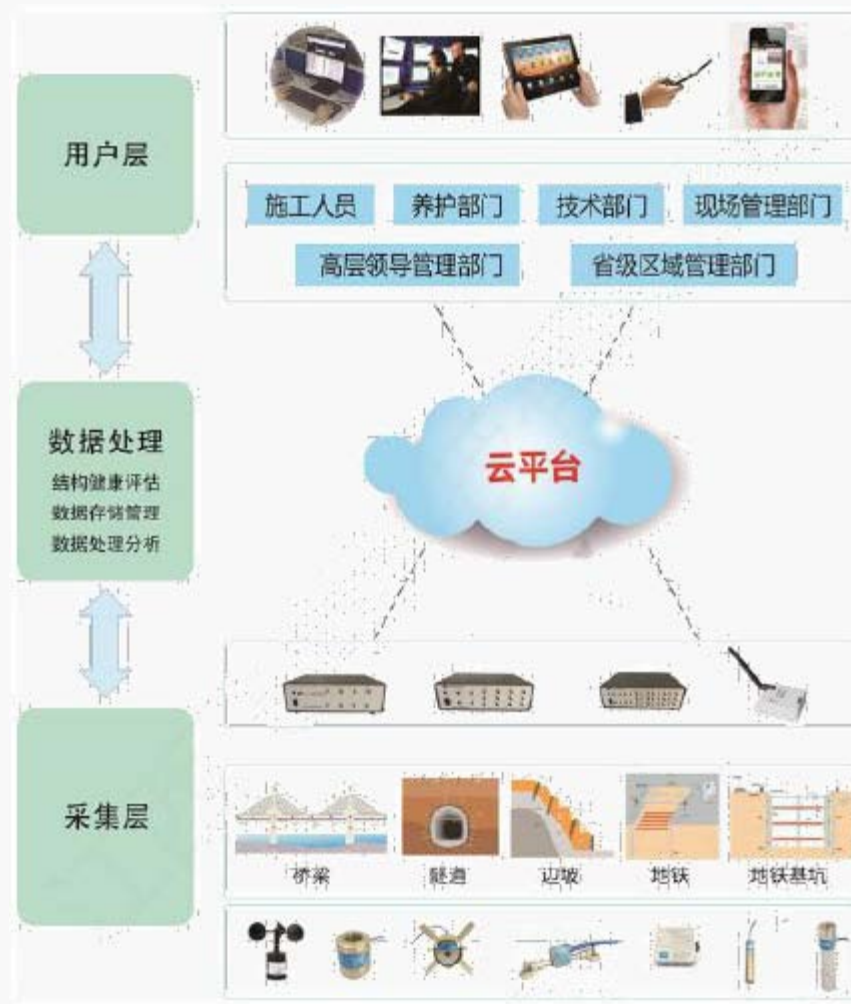 用户层
施工人员 养护部门 技术部门 现场管理部门
高层领导管理部门 省级区域管理部门
数据处理
结构健康评估
数据存储管理
数据处理分析
云平台
采集层
桥梁 隧道 边坡 地铁 地铁基坑